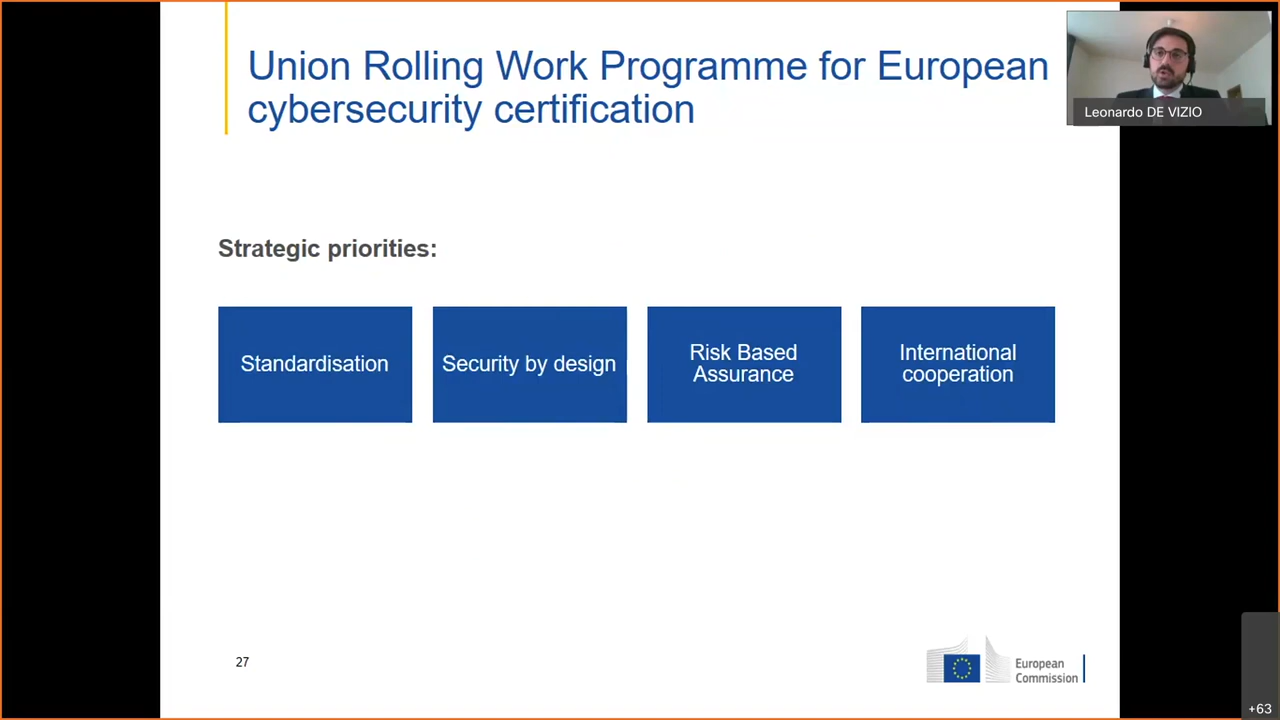 Union Rolling Work Programme for European
cybersecurity certification
Leonardo DE VIZIO
Strategic priorities:
Standardisation
Security by design
Risk Based
Assurance
International
cooperation
27
European
Commission
+63